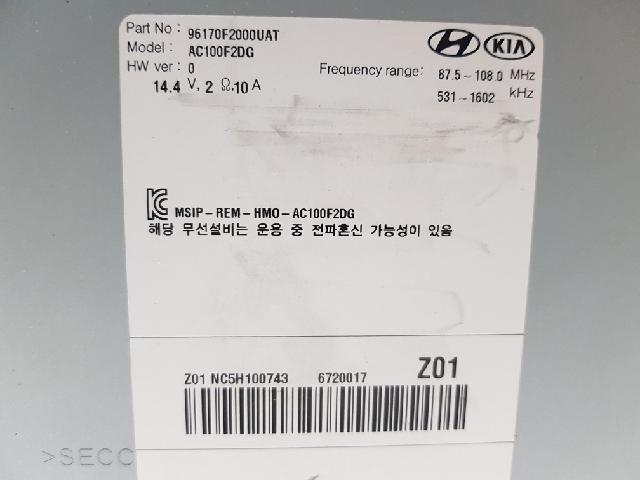 Part No : 96170F2000UAT
Model : AC100F2DG
HW ver : 0
14.4 V, 2 Ω,10 A
KIA
Frequency range: 87.5-108.0 MHz
531-1602 kHz
MSIP-REM-HMO-AC100F2DG
해당 무선설비는 운용 중 전파혼신 가능성이 있음
Z01 NC5H100743 6720017 Z01
>SECC